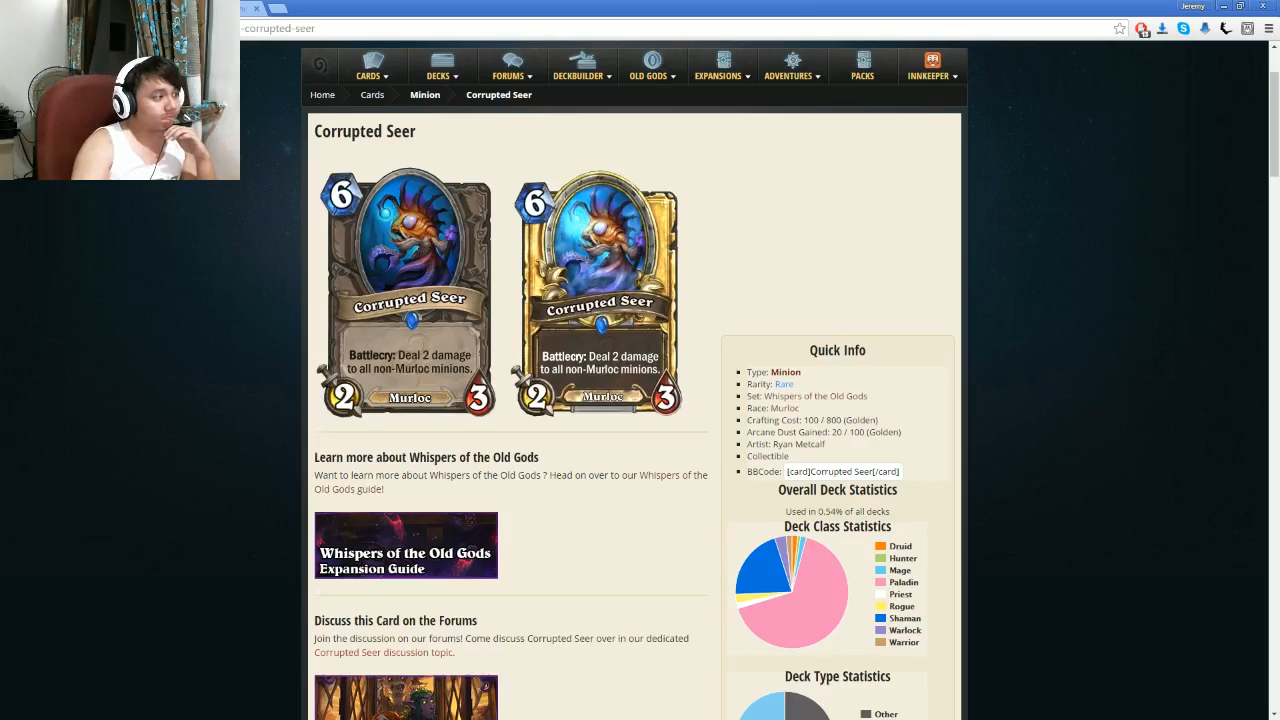 Jeremy
-corrupted-seer
13
CARDS
DECKS
FORUMS
DECKBUILDER
OLD GODS
EXPANSIONS
ADVENTURES
PACKS
INNKEEPER
Home
Cards
Minion
Corrupted Seer
Corrupted Seer
6
Corrupted Seer
Battlecry: Deal 2 damage
to all non-Murloc minions.
2
Murloc
3
6
Corrupted Seer
Battlecry: Deal 2 damage
to all non-Murloc minions.
2
Murloc
3
Learn more about Whispers of the Old Gods
Want to learn more about Whispers of the Old Gods ? Head on over to our Whispers of the
Old Gods guide!
Whispers of the Old Gods
Expansion Guide
Discuss this Card on the Forums
Join the discussion on our forums! Come discuss Corrupted Seer over in our dedicated
Corrupted Seer discussion topic.
Quick Info
Type: Minion
Rarity: Rare
Set: Whispers of the Old Gods
Race: Murloc
Crafting Cost: 100 / 800 (Golden)
Arcane Dust Gained: 20 / 100 (Golden)
Artist: Ryan Metcalf
Collectible
BBCode: [card]Corrupted Seer[/card]
Overall Deck Statistics
Used in 0.54% of all decks
Deck Class Statistics
Druid
Hunter
Mage
Paladin
Priest
Rogue
Shaman
Warlock
Warrior
Deck Type Statistics
Other